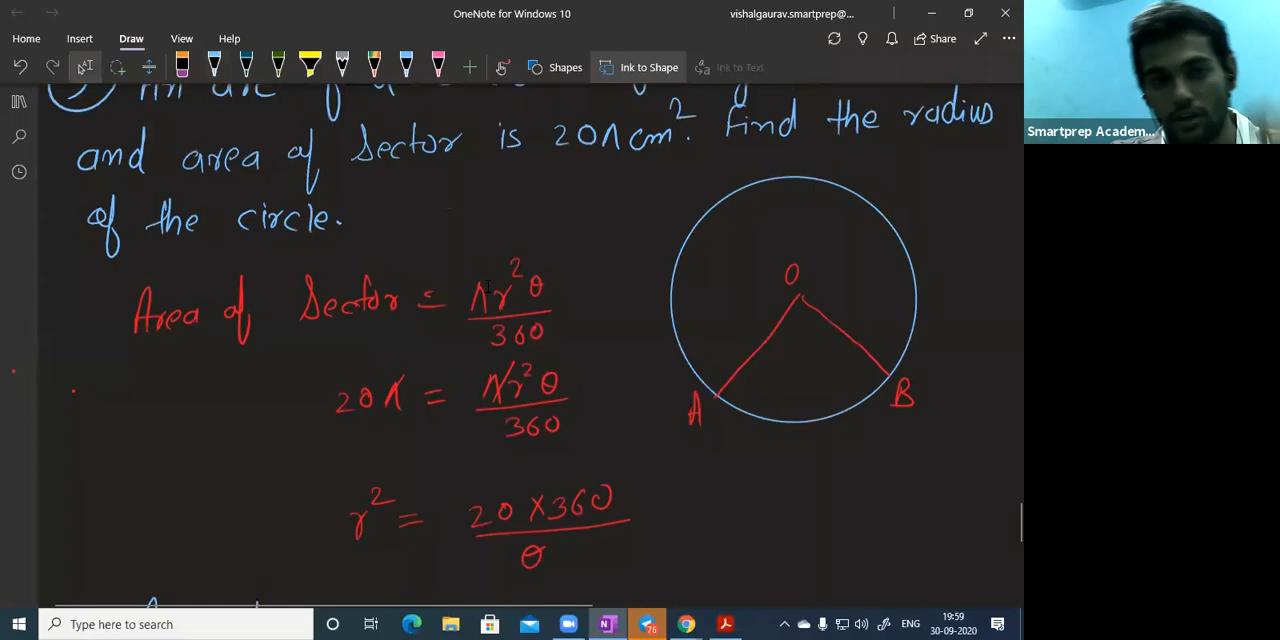 OneNote for Windows 10
vishalgaurav.smartprep@...
Home Insert Draw View Help
Share
Shapes Ink to Shape Ink to Text
Smartprep Academ...
and area of Sector is 20π cm². Find the radius
of the circle.
Area of Sector = πr²θ
360
20π = πr²θ
360
r² = 20 × 360
θ
O
A
B
Type here to search
76
ENG
19:59
30-09-2020